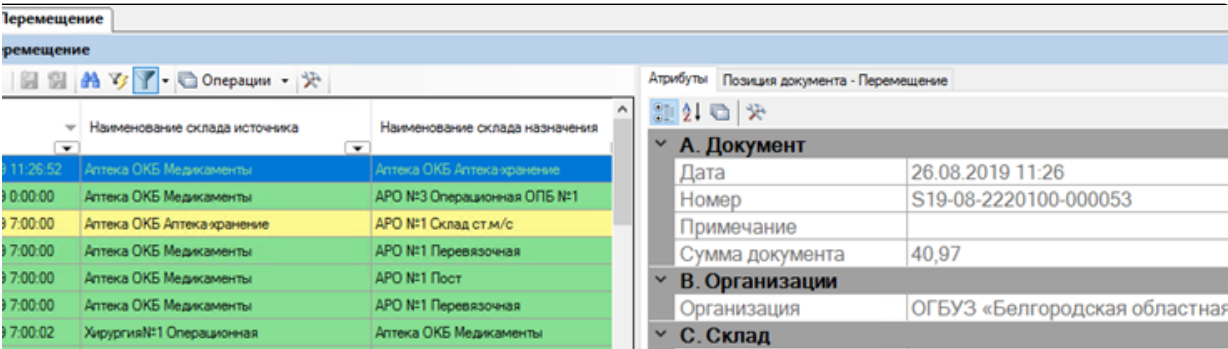 Перемещение
ремещение
Операции
Наименование склада источника
Наименование склада назначения
11:26:52 Аптека ОКБ Медикаменты Аптека ОКБ Аптека-хранение
0:00:00 Аптека ОКБ Медикаменты АРО №3 Операционная ОПБ №1
7:00:00 Аптека ОКБ Аптека-хранение АРО №1 Склад ст.м/с
7:00:00 Аптека ОКБ Медикаменты АРО №1 Перевязочная
7:00:00 Аптека ОКБ Медикаменты АРО №1 Пост
7:00:00 Аптека ОКБ Медикаменты АРО №1 Перевязочная
7:00:02 Хирургия№1 Операционная Аптека ОКБ Медикаменты
Атрибуты Позиция документа - Перемещение
А. Документ
Дата 26.08.2019 11:26
Номер S19-08-2220100-000053
Примечание
Сумма документа 40,97
В. Организации
Организация ОГБУЗ «Белгородская областная
С. Склад